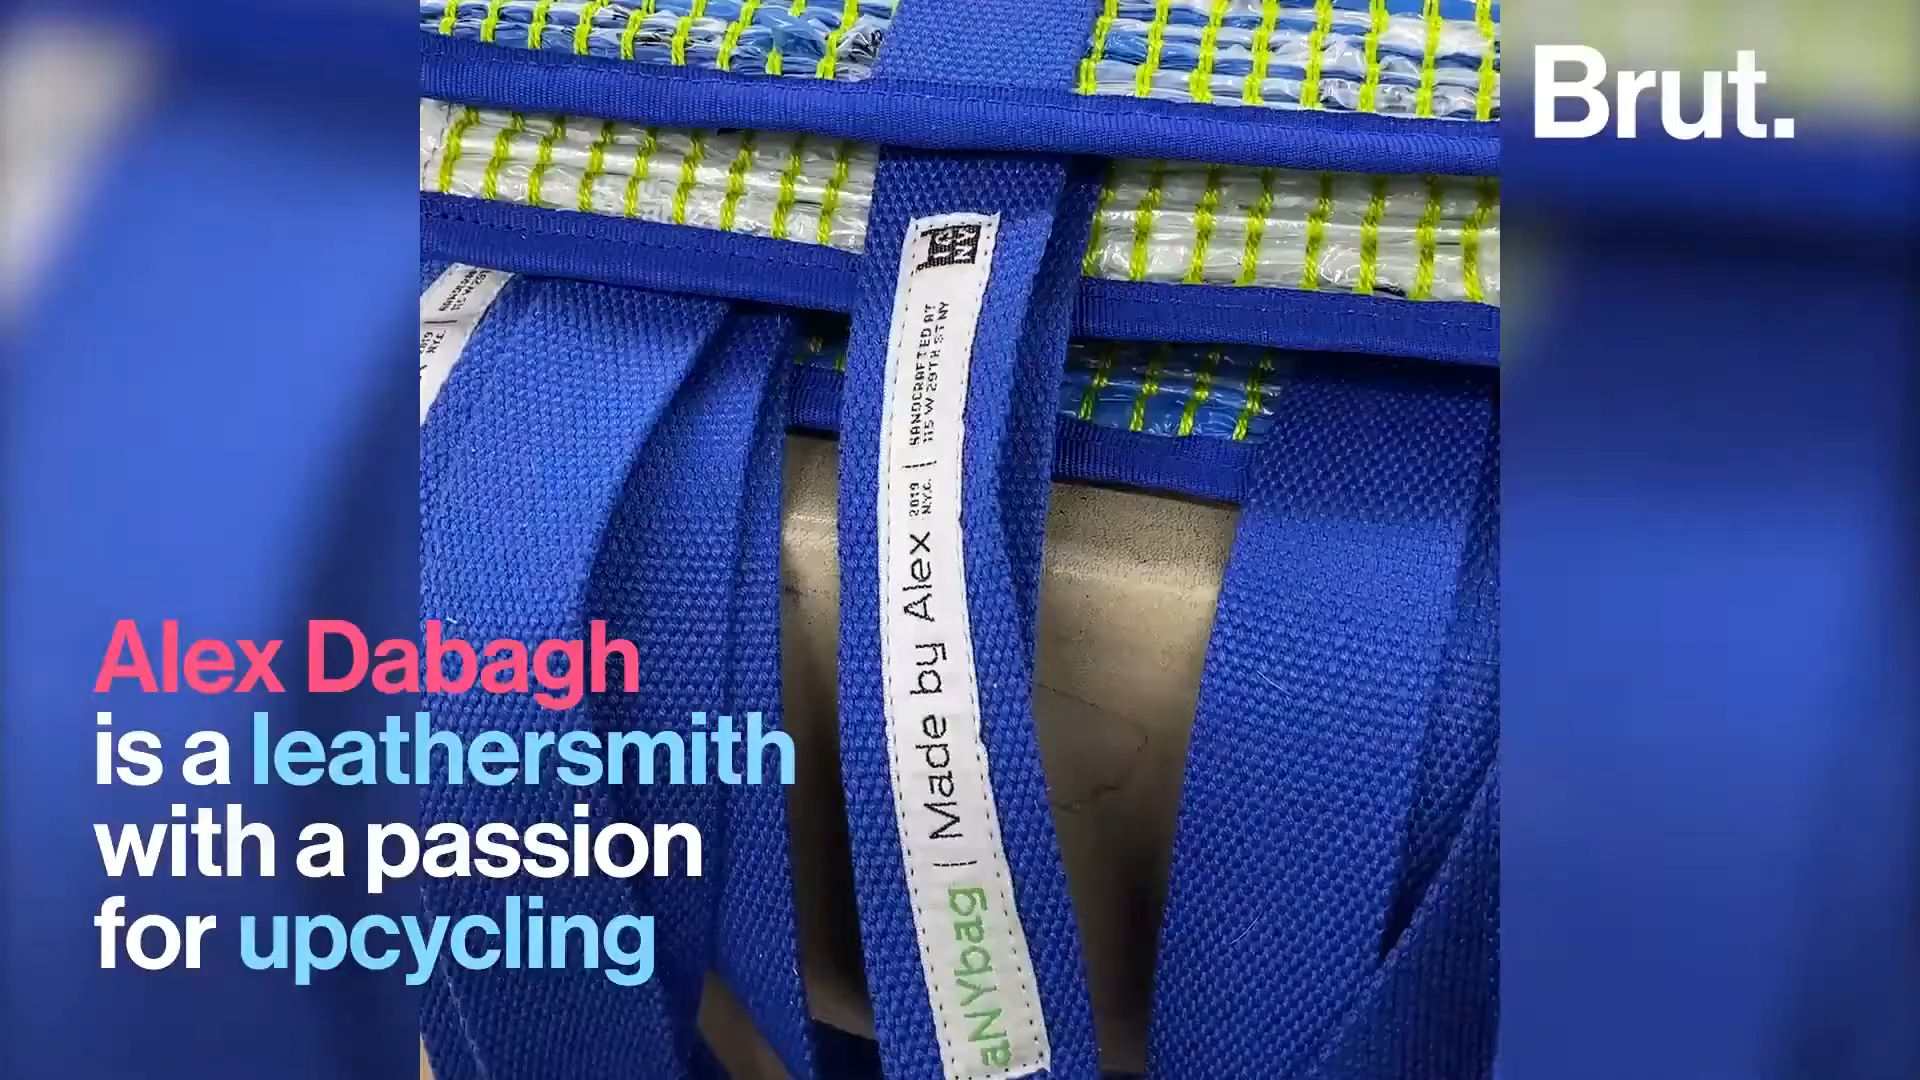 Brut.
HANDCRAFTED AT
115 W 29TH ST NY
2019
N.Y.C.
aNYbag | Made by Alex |
Alex Dabagh
is a leathersmith
with a passion
for upcycling